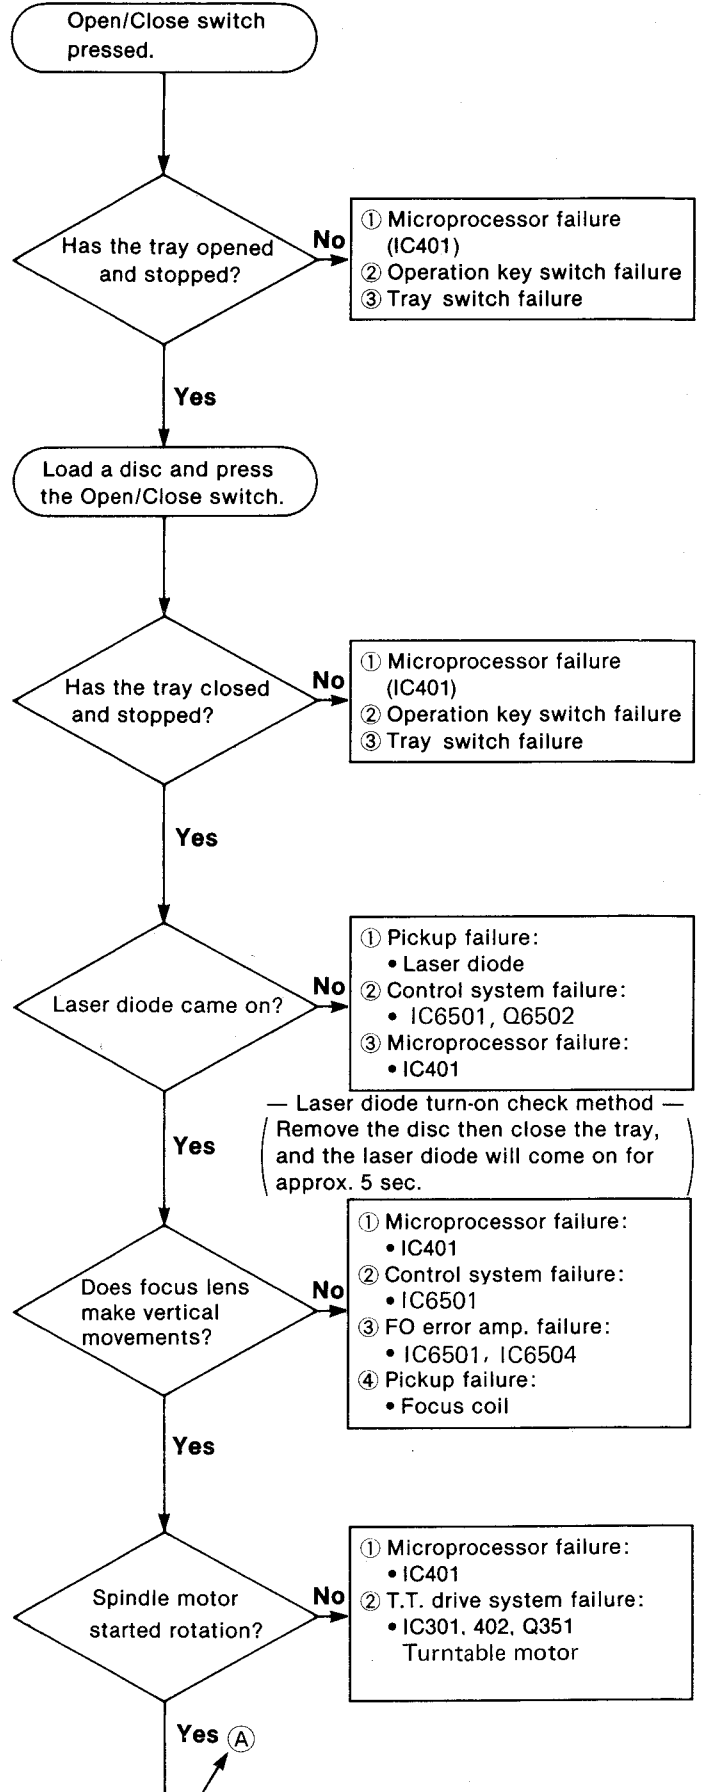 Open/Close switch
pressed.
Has the tray opened
and stopped?
No
① Microprocessor failure
(IC401)
② Operation key switch failure
③ Tray switch failure
Yes
Load a disc and press
the Open/Close switch.
Has the tray closed
and stopped?
No
① Microprocessor failure
(IC401)
② Operation key switch failure
③ Tray switch failure
Yes
Laser diode came on?
No
① Pickup failure:
• Laser diode
② Control system failure:
• IC6501, Q6502
③ Microprocessor failure:
• IC401
— Laser diode turn-on check method —
Remove the disc then close the tray,
and the laser diode will come on for
approx. 5 sec.
Yes
Does focus lens
make vertical
movements?
No
① Microprocessor failure:
• IC401
② Control system failure:
• IC6501
③ FO error amp. failure:
• IC6501, IC6504
④ Pickup failure:
• Focus coil
Yes
Spindle motor
started rotation?
No
① Microprocessor failure:
• IC401
② T.T. drive system failure:
• IC301, 402, Q351
Turntable motor
Yes Ⓐ